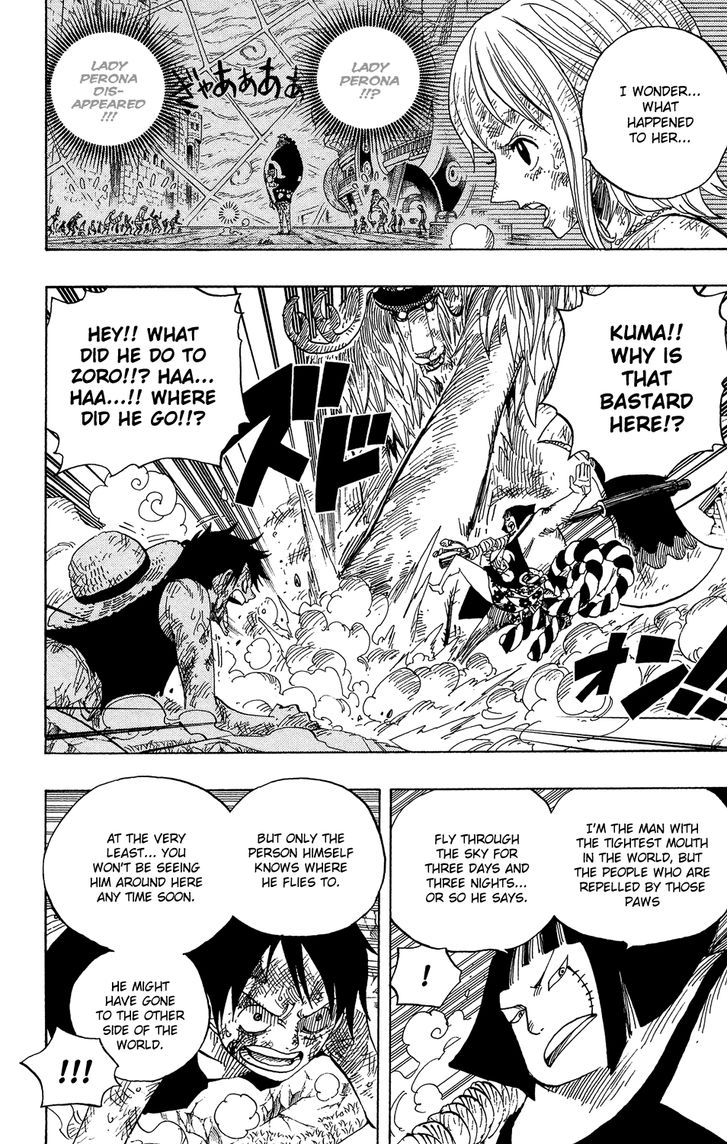 I WONDER...
WHAT
HAPPENED
TO HER...
LADY
PERONA
!!?
ぎゃああああ
LADY
PERONA
DIS-
APPEARED
!!!
KUMA!!
WHY IS
THAT
BASTARD
HERE!?
HEY!! WHAT
DID HE DO TO
ZORO!!? HAA...
HAA...!! WHERE
DID HE GO!!?
ズドォン!!
I'M THE MAN WITH
THE TIGHTEST MOUTH
IN THE WORLD, BUT
THE PEOPLE WHO ARE
REPELLED BY THOSE
PAWS
FLY THROUGH
THE SKY FOR
THREE DAYS AND
THREE NIGHTS...
OR SO HE SAYS.
!
BUT ONLY THE
PERSON HIMSELF
KNOWS WHERE
HE FLIES TO.
AT THE VERY
LEAST... YOU
WON'T BE SEEING
HIM AROUND HERE
ANY TIME SOON.
HE MIGHT
HAVE GONE
TO THE OTHER
SIDE OF THE
WORLD.
!!!